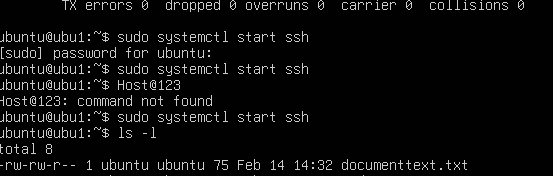 TX errors 0  dropped 0 overruns 0  carrier 0  collisions 0
ubuntu@ubu1:~$ sudo systemctl start ssh
[sudo] password for ubuntu:
ubuntu@ubu1:~$ sudo systemctl start ssh
ubuntu@ubu1:~$ Host@123
Host@123: command not found
ubuntu@ubu1:~$ sudo systemctl start ssh
ubuntu@ubu1:~$ ls -l
total 8
-rw-rw-r-- 1 ubuntu ubuntu 75 Feb 14 14:32 documenttext.txt